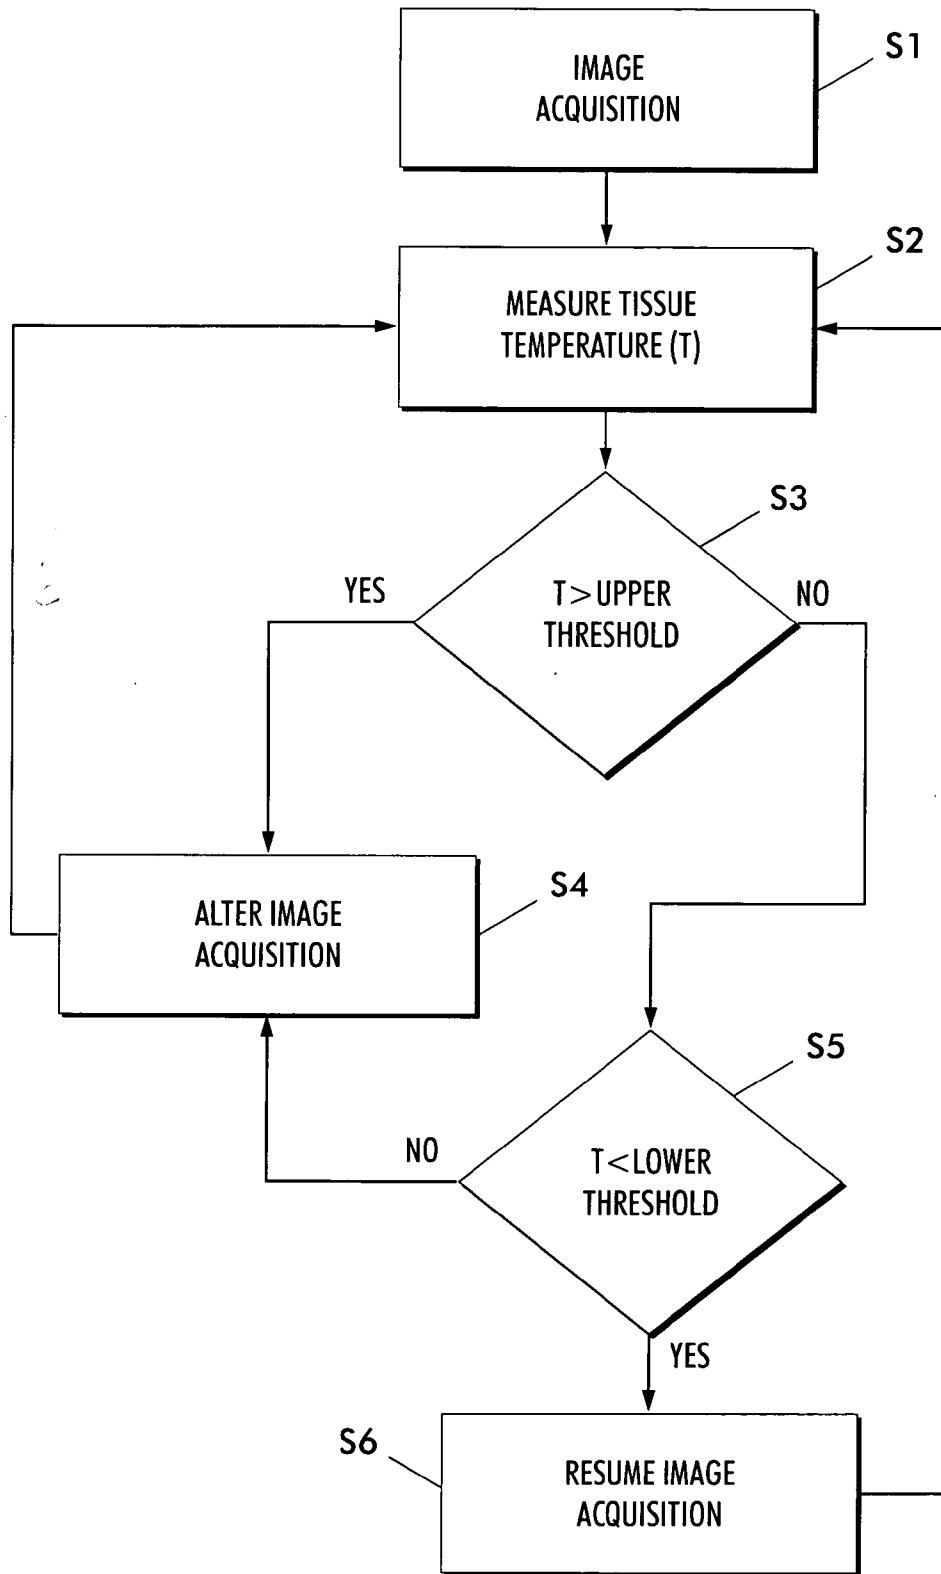 IMAGE
ACQUISITION
S1
MEASURE TISSUE
TEMPERATURE (T)
S2
T>UPPER
THRESHOLD
S3
YES
NO
ALTER IMAGE
ACQUISITION
S4
T<LOWER
THRESHOLD
S5
NO
YES
RESUME IMAGE
ACQUISITION
S6